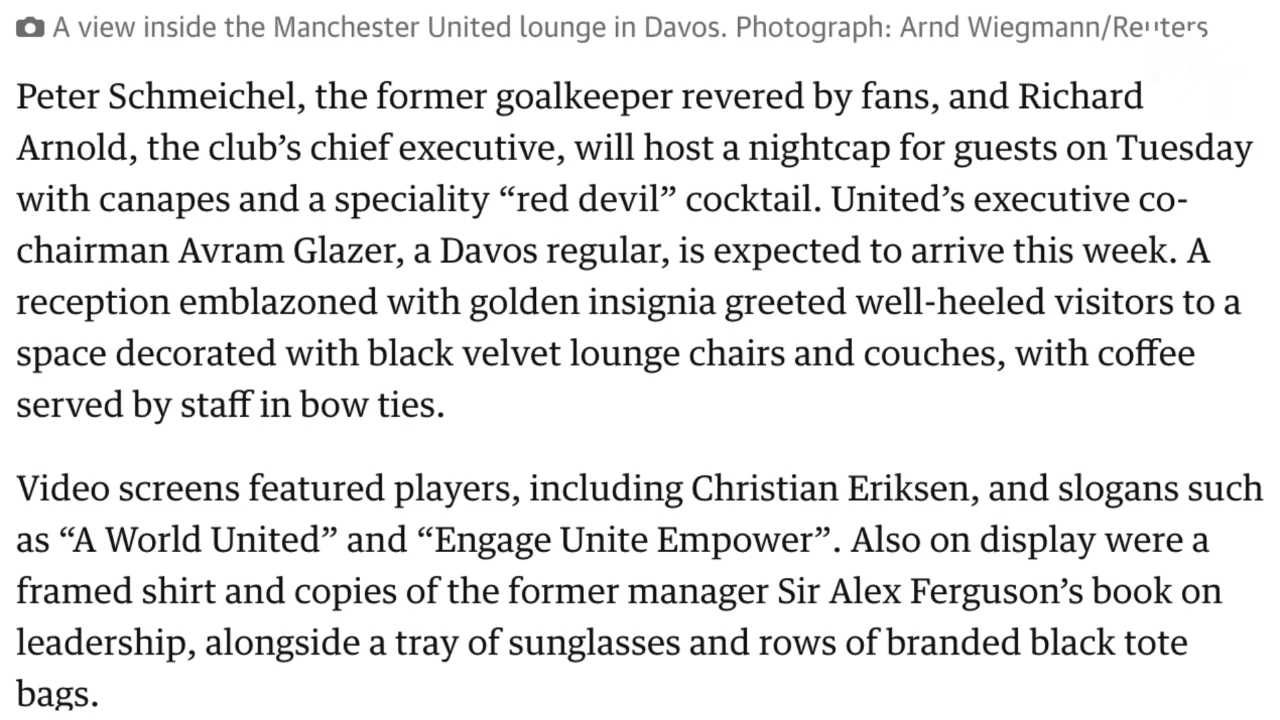 A view inside the Manchester United lounge in Davos. Photograph: Arnd Wiegmann/Reuters
Peter Schmeichel, the former goalkeeper revered by fans, and Richard
Arnold, the club’s chief executive, will host a nightcap for guests on Tuesday
with canapes and a speciality “red devil” cocktail. United’s executive co-
chairman Avram Glazer, a Davos regular, is expected to arrive this week. A
reception emblazoned with golden insignia greeted well-heeled visitors to a
space decorated with black velvet lounge chairs and couches, with coffee
served by staff in bow ties.
Video screens featured players, including Christian Eriksen, and slogans such
as “A World United” and “Engage Unite Empower”. Also on display were a
framed shirt and copies of the former manager Sir Alex Ferguson’s book on
leadership, alongside a tray of sunglasses and rows of branded black tote
bags.